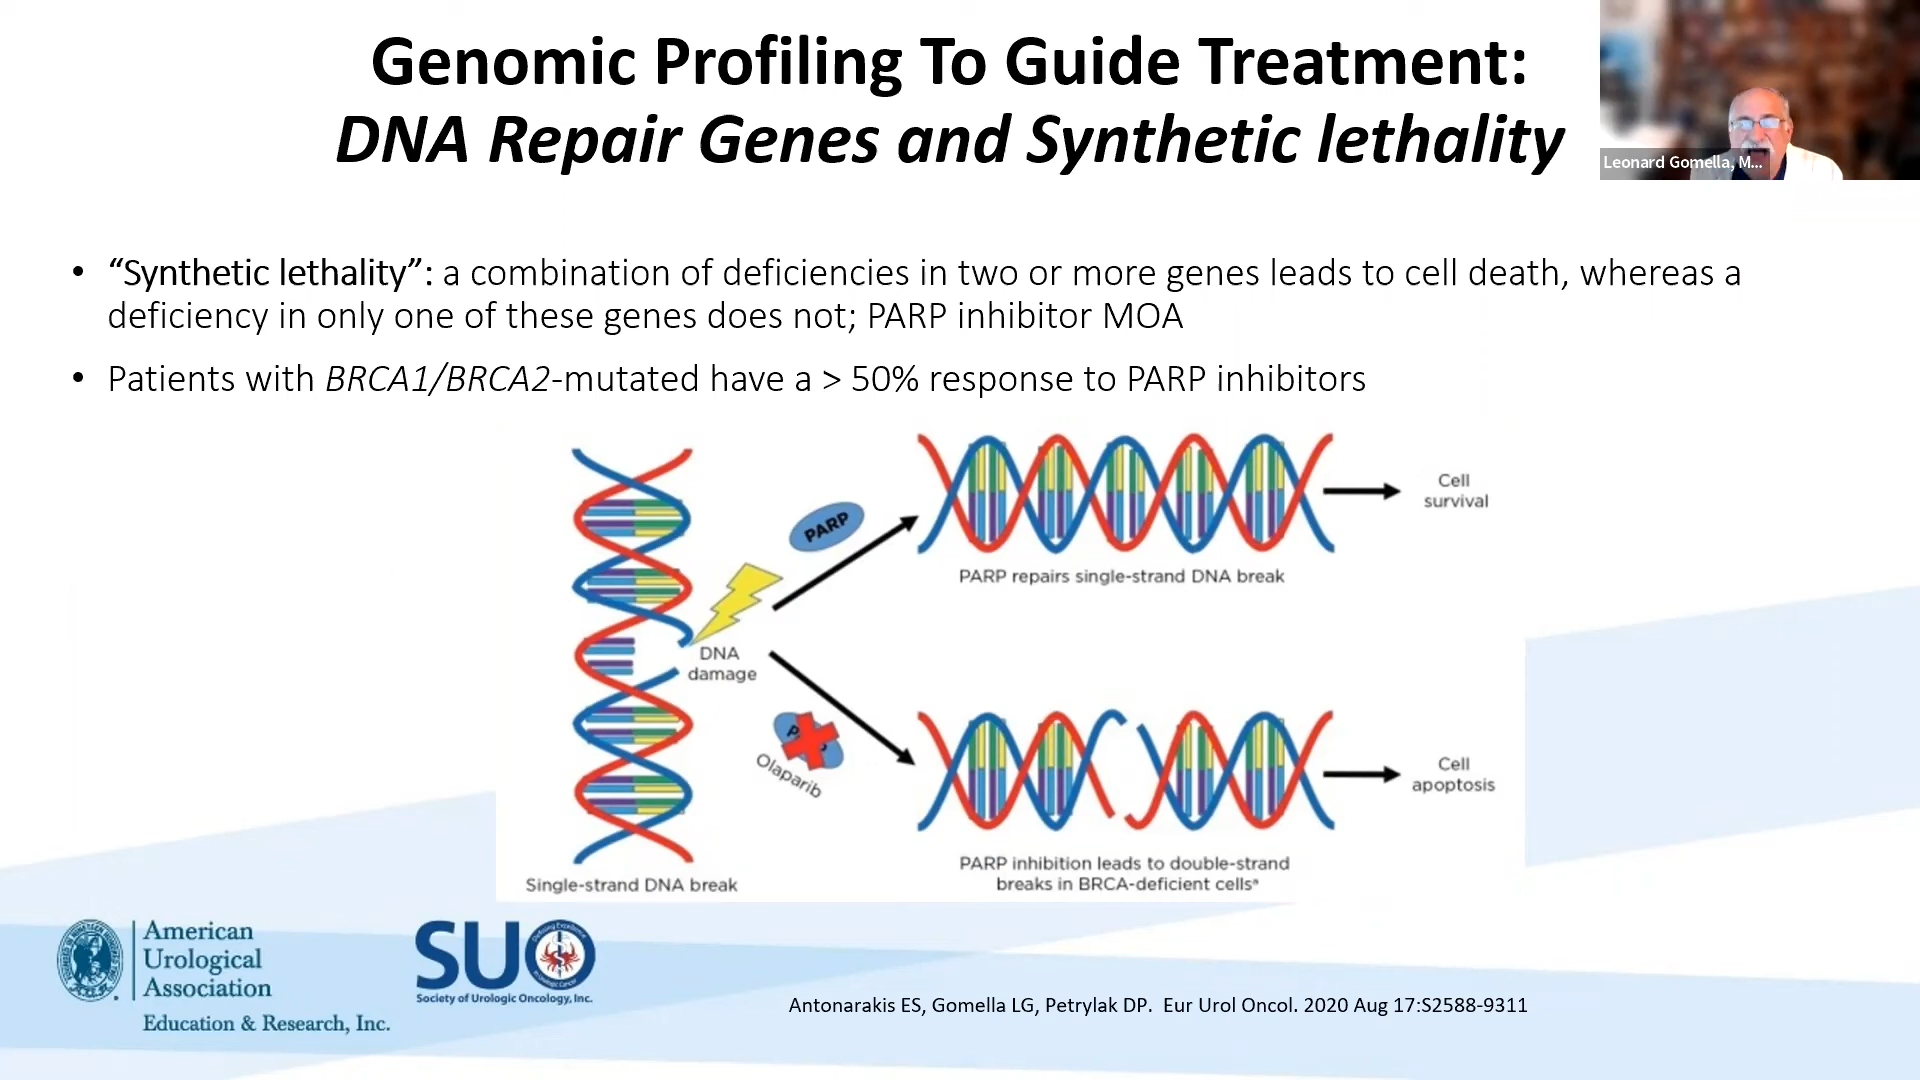 Genomic Profiling To Guide Treatment:
DNA Repair Genes and Synthetic lethality
Leonard Gomella, M...
• “Synthetic lethality”: a combination of deficiencies in two or more genes leads to cell death, whereas a
deficiency in only one of these genes does not; PARP inhibitor MOA
• Patients with BRCA1/BRCA2-mutated have a > 50% response to PARP inhibitors
PARP
Cell
survival
PARP repairs single-strand DNA break
DNA
damage
Olaparib
Cell
apoptosis
PARP inhibition leads to double-strand
breaks in BRCA-deficient cellsᵃ
Single-strand DNA break
American
Urological
Association
Education & Research, Inc.
SUO
Society of Urologic Oncology, Inc.
Antonarakis ES, Gomella LG, Petrylak DP. Eur Urol Oncol. 2020 Aug 17:S2588-9311